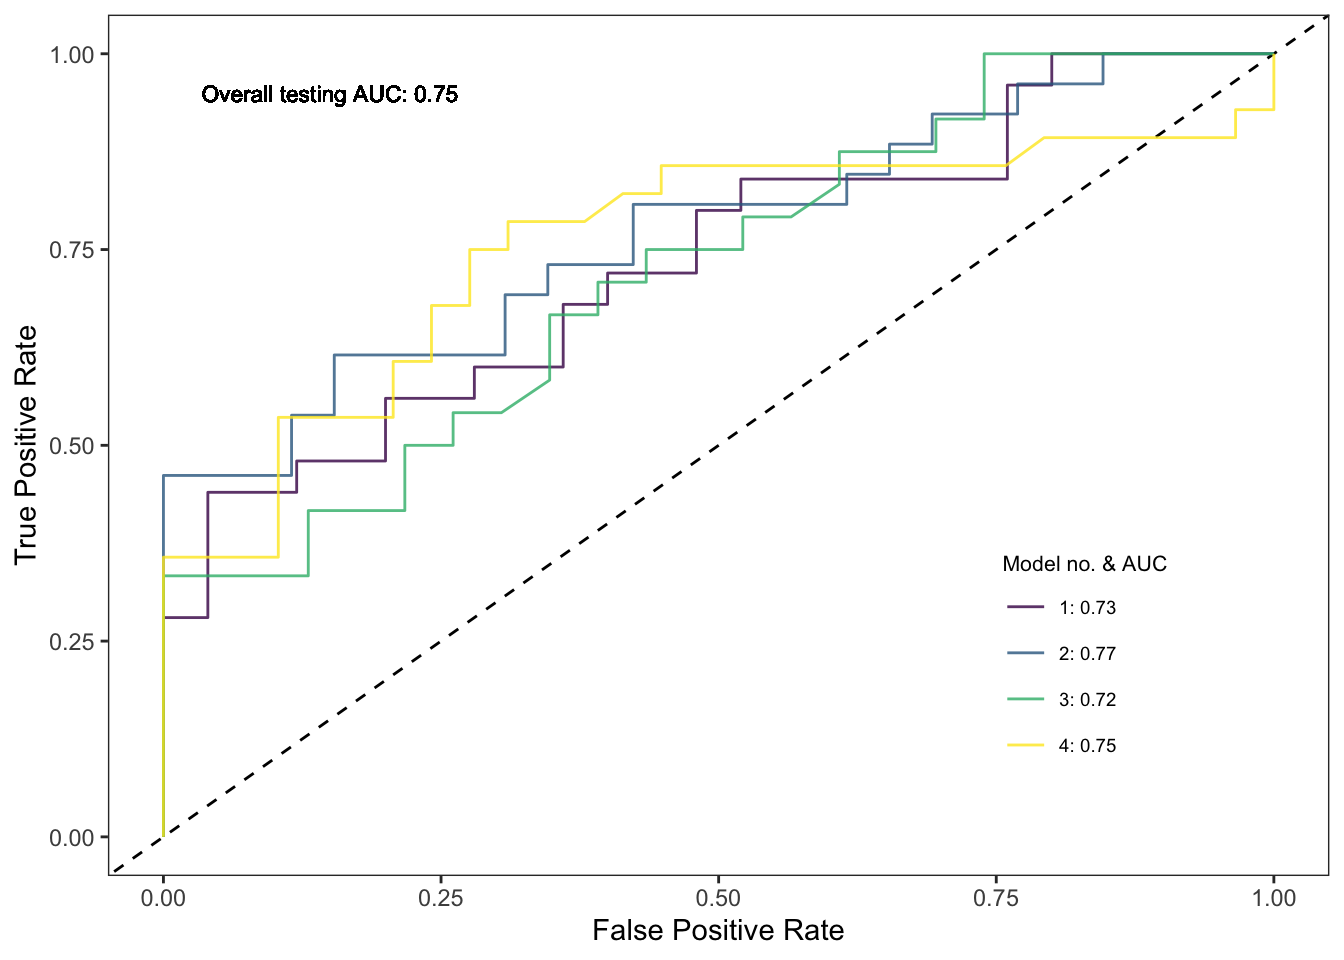 1.00
Overall testing AUC: 0.75
0.75
0.50
0.25
0.00
True Positive Rate
Model no. & AUC
1: 0.73
2: 0.77
3: 0.72
4: 0.75
0.00 0.25 0.50 0.75 1.00
False Positive Rate